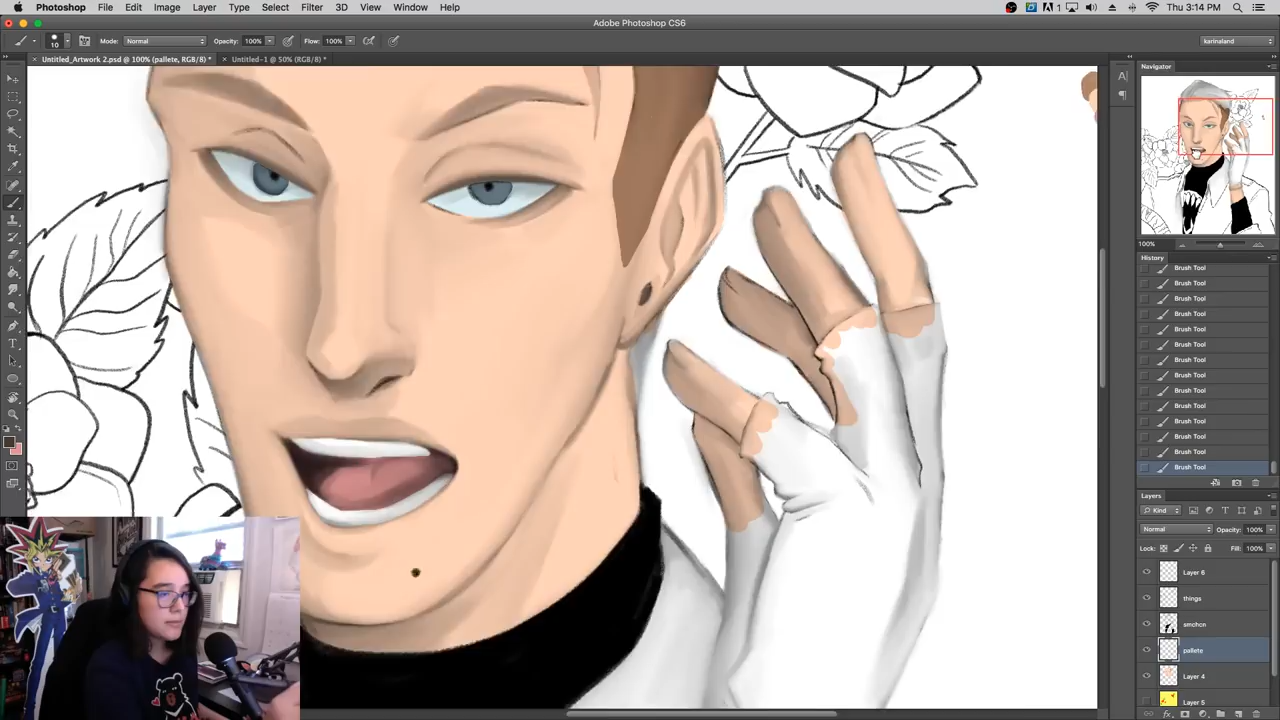 Photoshop File Edit Image Layer Type Select Filter 3D View Window Help
1
Thu 3:14 PM
Adobe Photoshop CS6
10
Mode: Normal
Opacity: 100%
Flow: 100%
karinaland
Untitled_Artwork 2.psd @ 100% (pallete, RGB/8) *
Untitled-1 @ 50% (RGB/8) *
Navigator
100%
History
Brush Tool
Brush Tool
Brush Tool
Brush Tool
Brush Tool
Brush Tool
Brush Tool
Brush Tool
Brush Tool
Brush Tool
Brush Tool
Brush Tool
Brush Tool
Brush Tool
Layers
Kind
Normal
Opacity: 100%
Lock:
Fill: 100%
Layer 6
things
smchcn
pallete
Layer 4
Layer 5